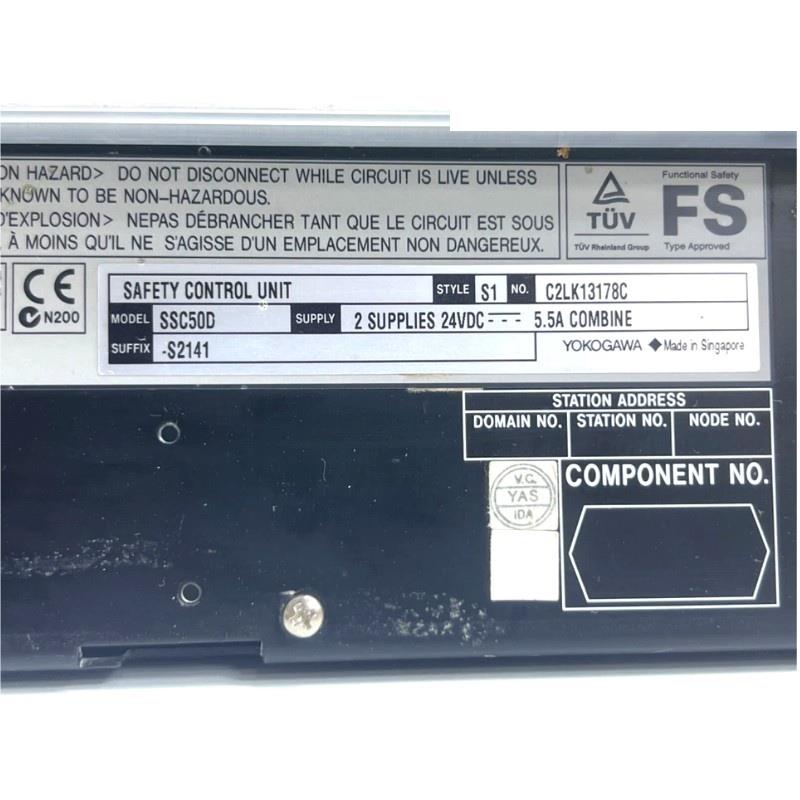 ON HAZARD> DO NOT DISCONNECT WHILE CIRCUIT IS LIVE UNLESS
KNOWN TO BE NON-HAZARDOUS.
D'EXPLOSION> NEPAS DÉBRANCHER TANT QUE LE CIRCUIT EST SOUS
À MOINS QU'IL NE S'AGISSE D'UN EMPLACEMENT NON DANGEREUX.
TÜV
TÜV Rheinland Group
Functional Safety
FS
Type Approved
CE
N200
SAFETY CONTROL UNIT STYLE S1 NO. C2LK13178C
MODEL SSC50D SUPPLY 2 SUPPLIES 24VDC 5.5A COMBINE
SUFFIX -S2141 YOKOGAWA Made in Singapore
STATION ADDRESS
DOMAIN NO. STATION NO. NODE NO.
COMPONENT NO.
V.C.
YAS
IDA